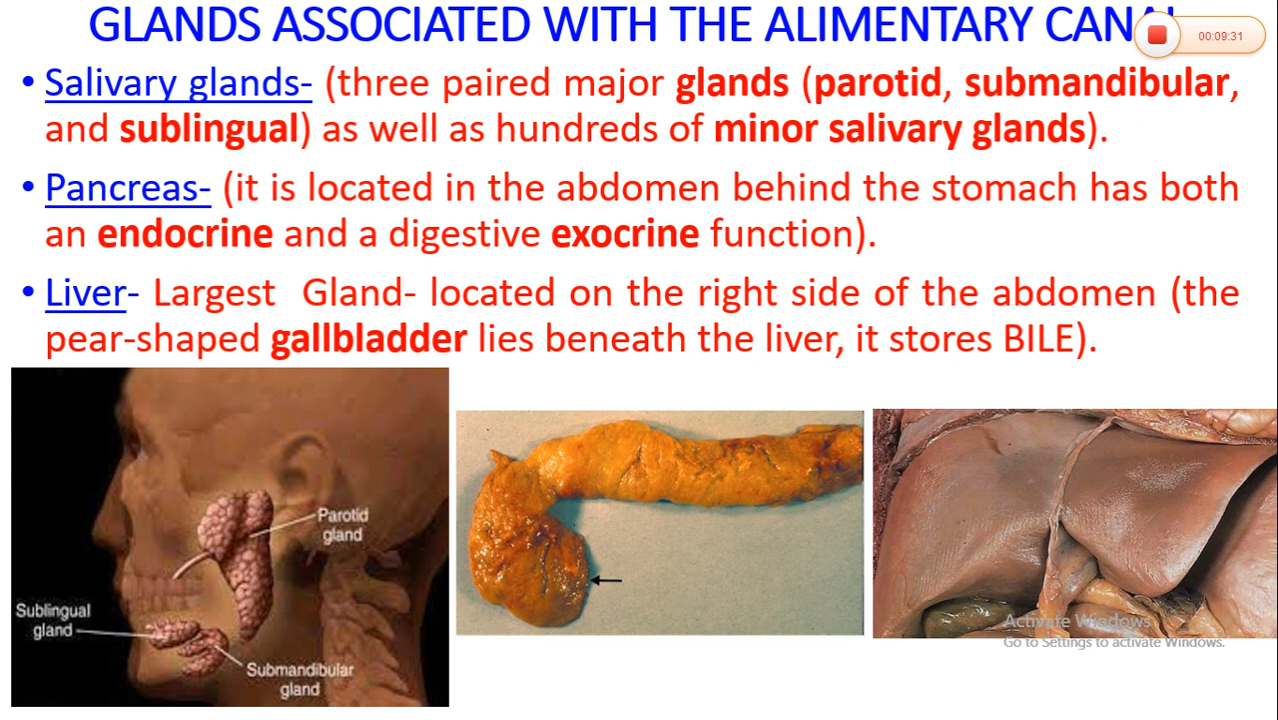 GLANDS ASSOCIATED WITH THE ALIMENTARY CANAL
00:09:31
• Salivary glands- (three paired major glands (parotid, submandibular,
and sublingual) as well as hundreds of minor salivary glands).
• Pancreas- (it is located in the abdomen behind the stomach has both
an endocrine and a digestive exocrine function).
• Liver- Largest Gland- located on the right side of the abdomen (the
pear-shaped gallbladder lies beneath the liver, it stores BILE).
Parotid
gland
Sublingual
gland
Submandibular
gland
Activate Windows
Go to Settings to activate Windows.